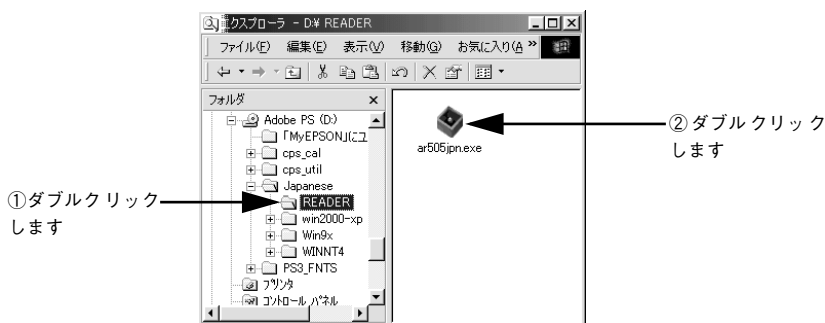 エクスプローラ - D:¥ READER
ファイル(F) 編集(E) 表示(V) 移動(G) お気に入り(A »
フォルダ ×
Adobe PS (D:)
「MyEPSON」にユ
cps_cal
cps_util
Japanese
READER
win2000-xp
Win9x
WINNT4
PS3_FNTS
プリンタ
コントロール パネル
ar505jpn.exe
①ダブルクリック
します
②ダブルクリック
します